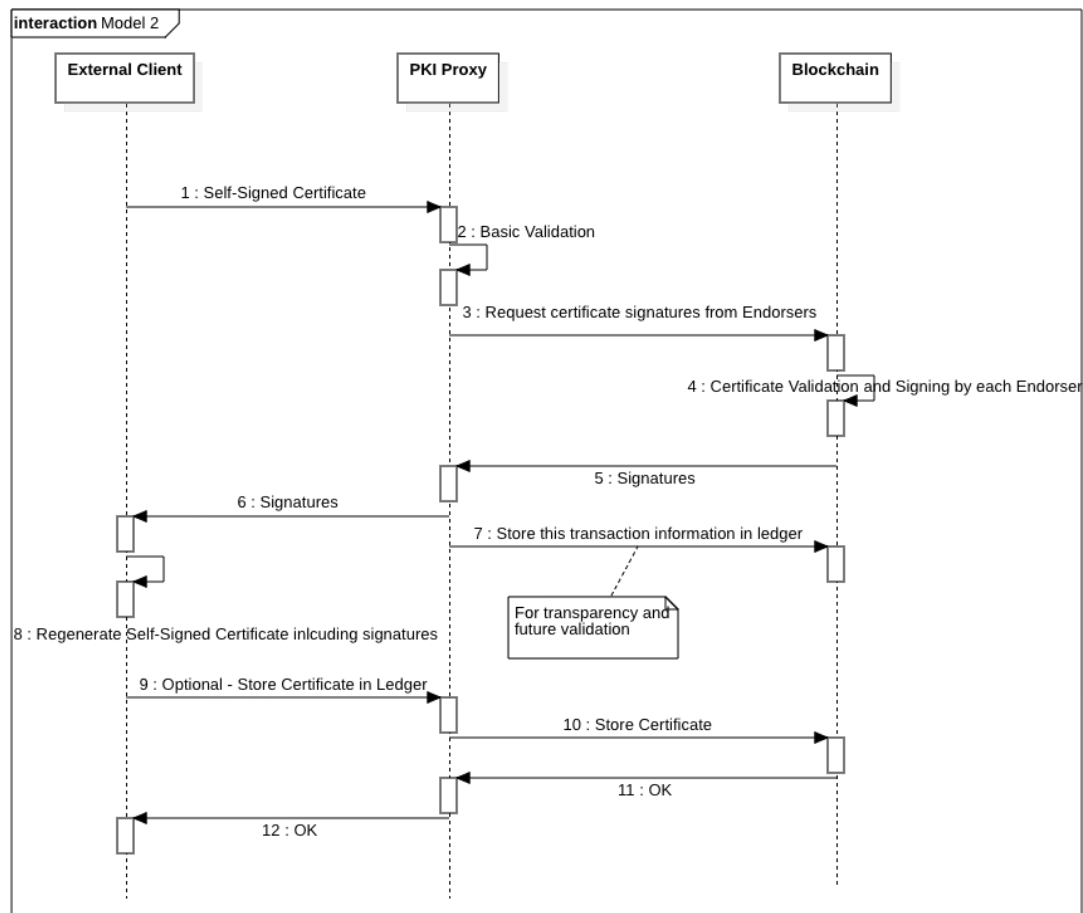 interaction Model 2
External Client
PKI Proxy
Blockchain
1 : Self-Signed Certificate
2 : Basic Validation
3 : Request certificate signatures from Endorsers
4 : Certificate Validation and Signing by each Endorser
5 : Signatures
6 : Signatures
7 : Store this transaction information in ledger
For transparency and
future validation
8 : Regenerate Self-Signed Certificate inlcuding signatures
9 : Optional - Store Certificate in Ledger
10 : Store Certificate
11 : OK
12 : OK